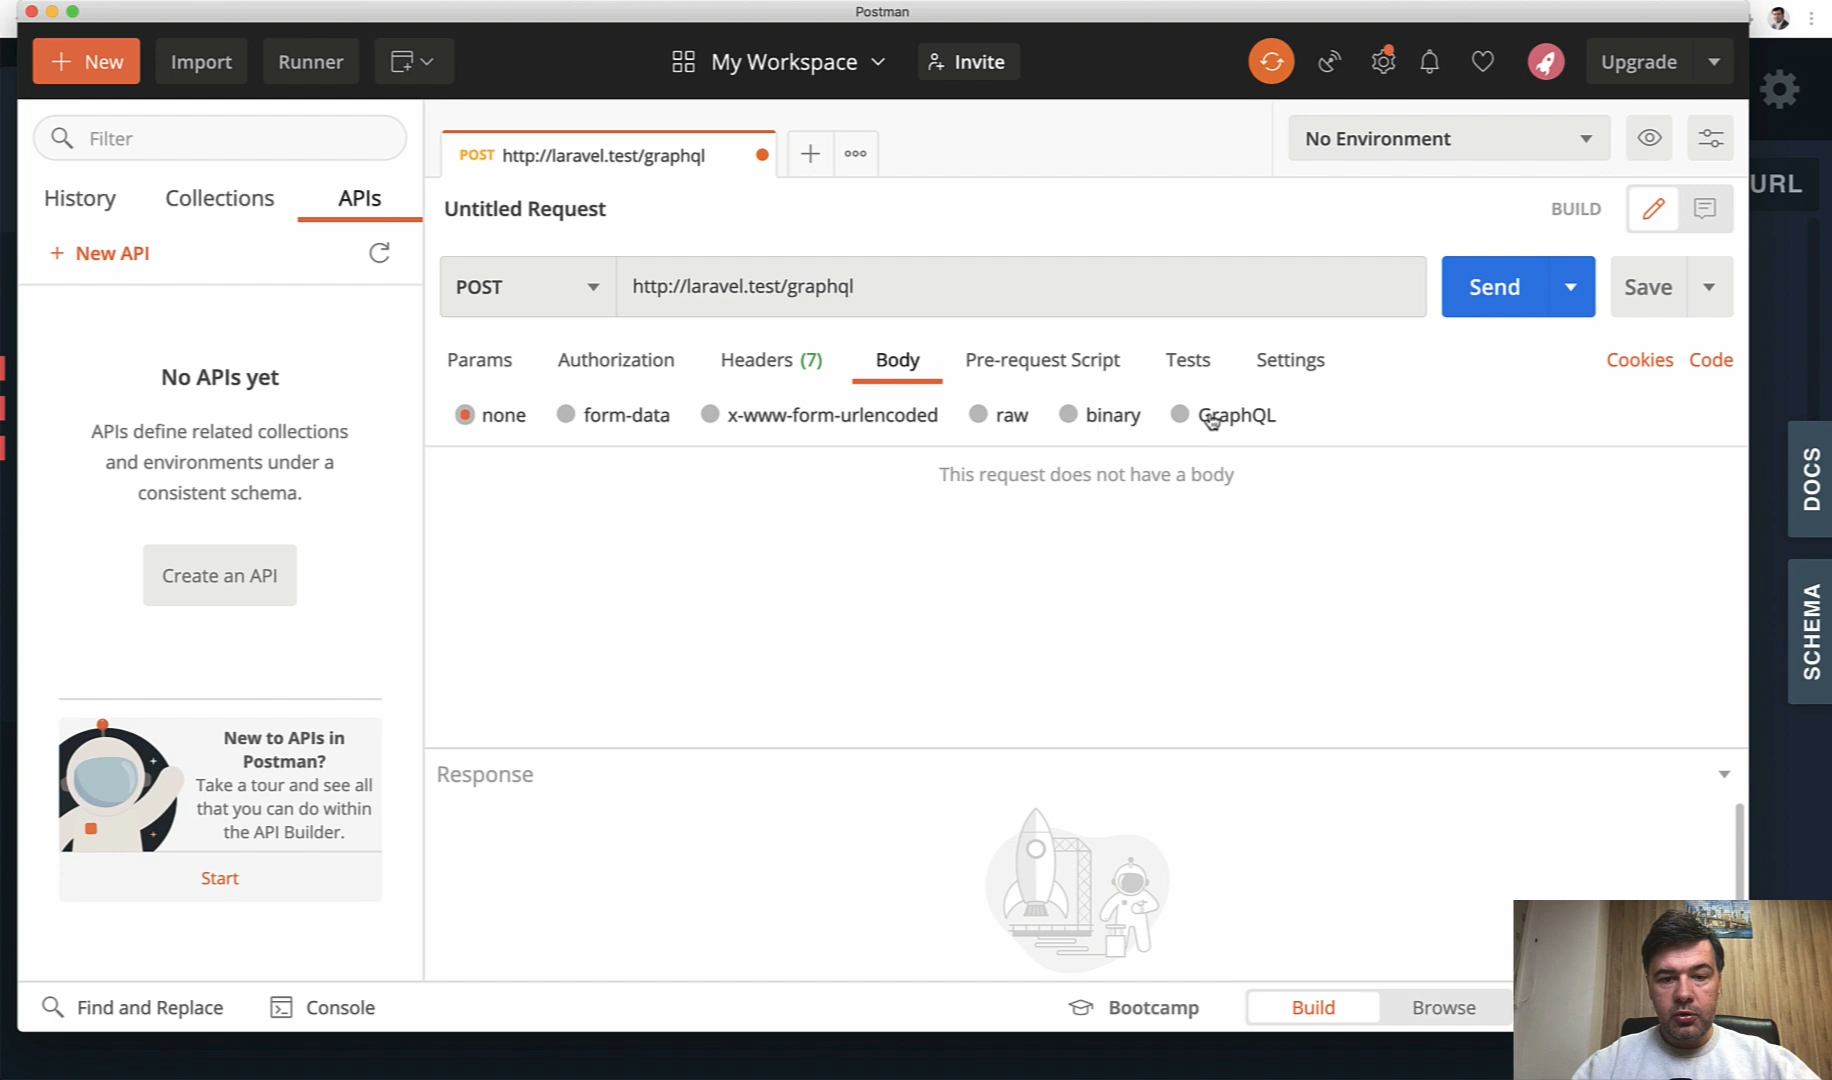 Postman
New
Import
Runner
My Workspace
Invite
Upgrade
Filter
History
Collections
APIs
+ New API
No APIs yet
APIs define related collections
and environments under a
consistent schema.
Create an API
New to APIs in
Postman?
Take a tour and see all
that you can do within
the API Builder.
Start
POST http://laravel.test/graphql
No Environment
Untitled Request
BUILD
POST
http://laravel.test/graphql
Send
Save
Params
Authorization
Headers (7)
Body
Pre-request Script
Tests
Settings
Cookies
Code
none
form-data
x-www-form-urlencoded
raw
binary
GraphQL
This request does not have a body
Response
Find and Replace
Console
Bootcamp
Build
Browse
URL
DOCS
SCHEMA